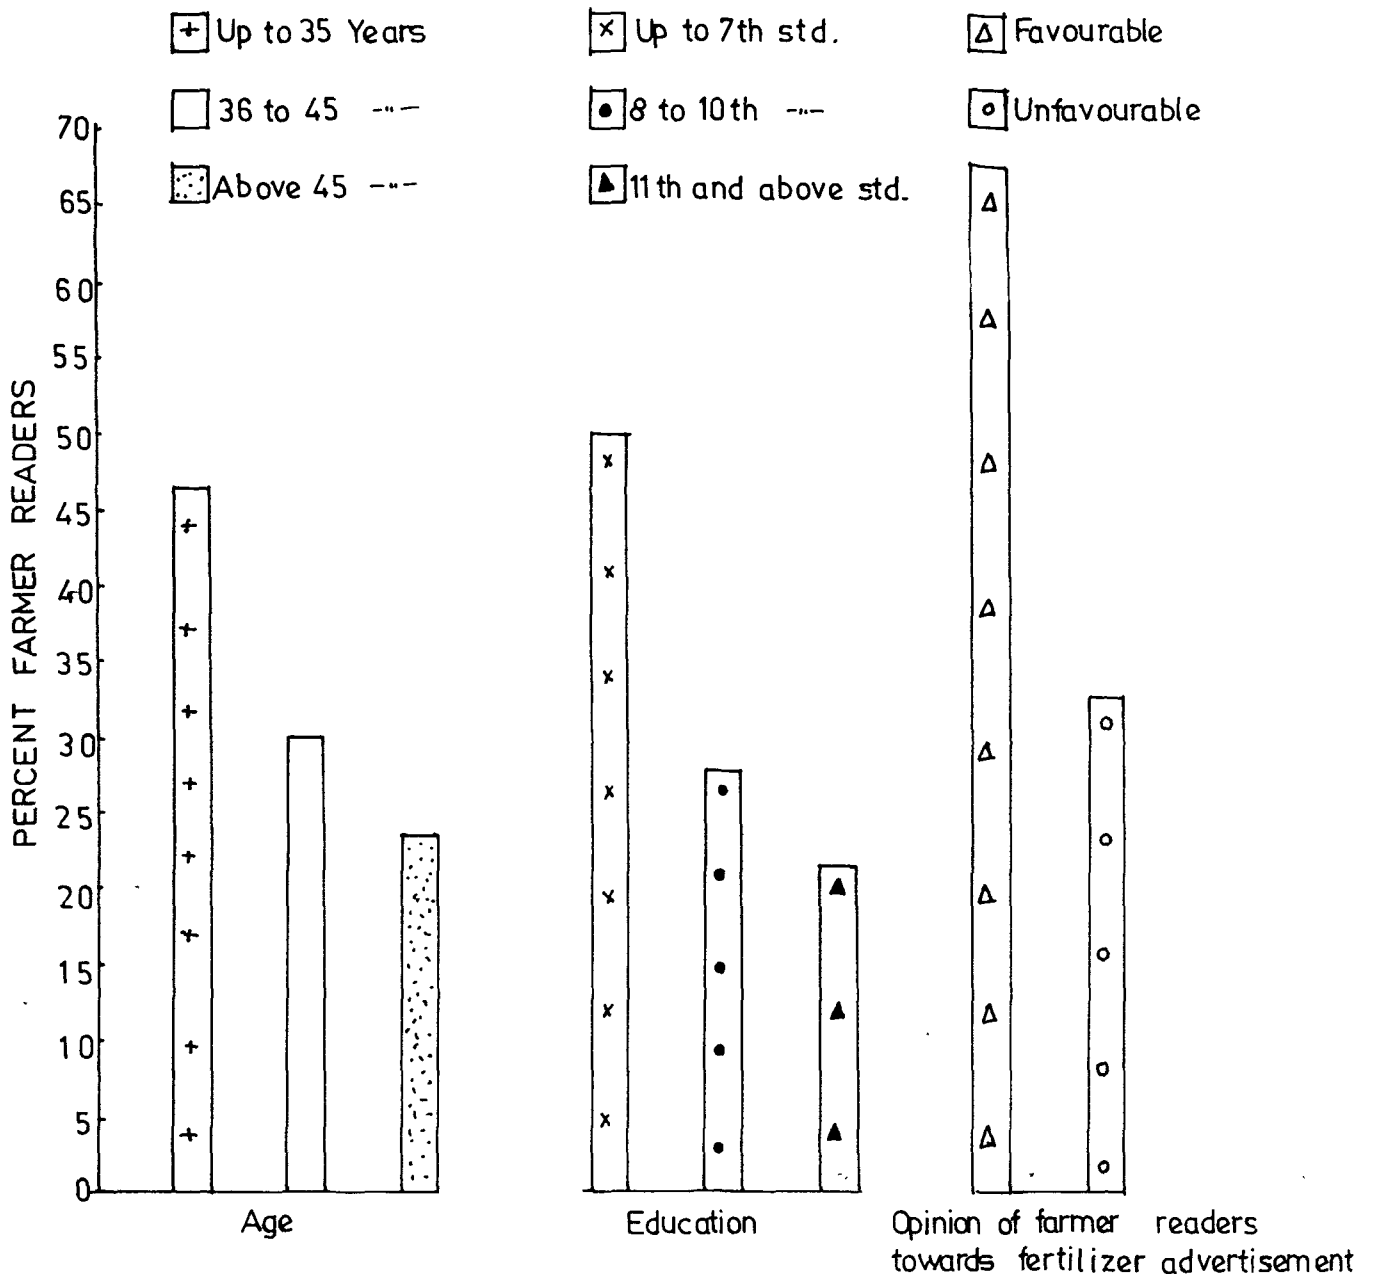 Up to 35 Years
36 to 45 -"-
Above 45 -"-
Up to 7th std.
8 to 10th -"-
11th and above std.
Favourable
Unfavourable
PERCENT FARMER READERS
70
65
60
55
50
45
40
35
30
25
20
15
10
5
0
Age
Education
Opinion of farmer readers
towards fertilizer advertisement